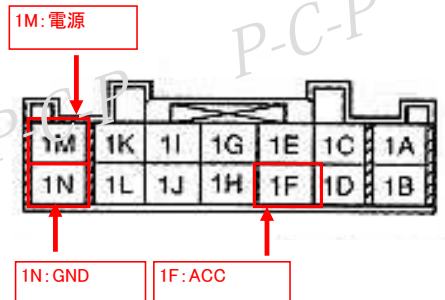 1M:電源
P-C-P
P-C-P
1M 1K 1I 1G 1E 1C 1A
1N 1L 1J 1H 1F 1D 1B
1N:GND 1F:ACC